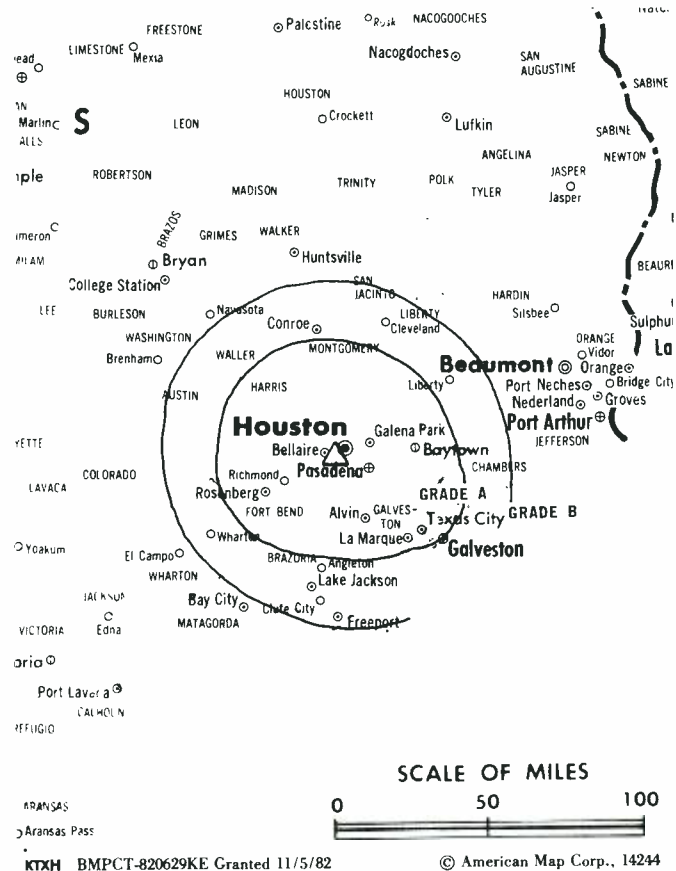 FREESTONE
Palestine
Rusk
NACOGDOCHES
LIMESTONE
Mexia
Nacogdoches
SAN
AUGUSTINE
SABINE
HOUSTON
Marlin
S
LEON
Crockett
Lufkin
SABINE
ANGELINA
NEWTON
ROBERTSON
MADISON
TRINITY
POLK
TYLER
JASPER
Jasper
BRAZOS
GRIMES
WALKER
Bryan
Huntsville
College Station
SAN
JACINTO
HARDIN
LEE
BURLESON
Navasota
Conroe
LIBERTY
Cleveland
Silsbee
WASHINGTON
WALLER
MONTGOMERY
ORANGE
Vidor
Brenham
Beaumont
Orange
AUSTIN
HARRIS
Liberty
Port Neches
Bridge City
Nederland
Groves
Houston
Galena Park
Port Arthur
JEFFERSON
Bellaire
Baytown
COLORADO
Pasadena
CHAMBERS
LAVACA
Richmond
Rosenberg
GRADE A
FORT BEND
Alvin
GALVES-
TON
Texas City
GRADE B
Wharton
La Marque
Galveston
Yoakum
El Campo
BRAZORIA
Angleton
WHARTON
Lake Jackson
JACKSON
Bay City
Clute City
VICTORIA
Edna
MATAGORDA
Freeport
Port Lavaca
CALHOUN
SCALE OF MILES
0 50 100
ARANSAS
Aransas Pass
KTXH BMPCT-820629KE Granted 11/5/82
© American Map Corp., 14244